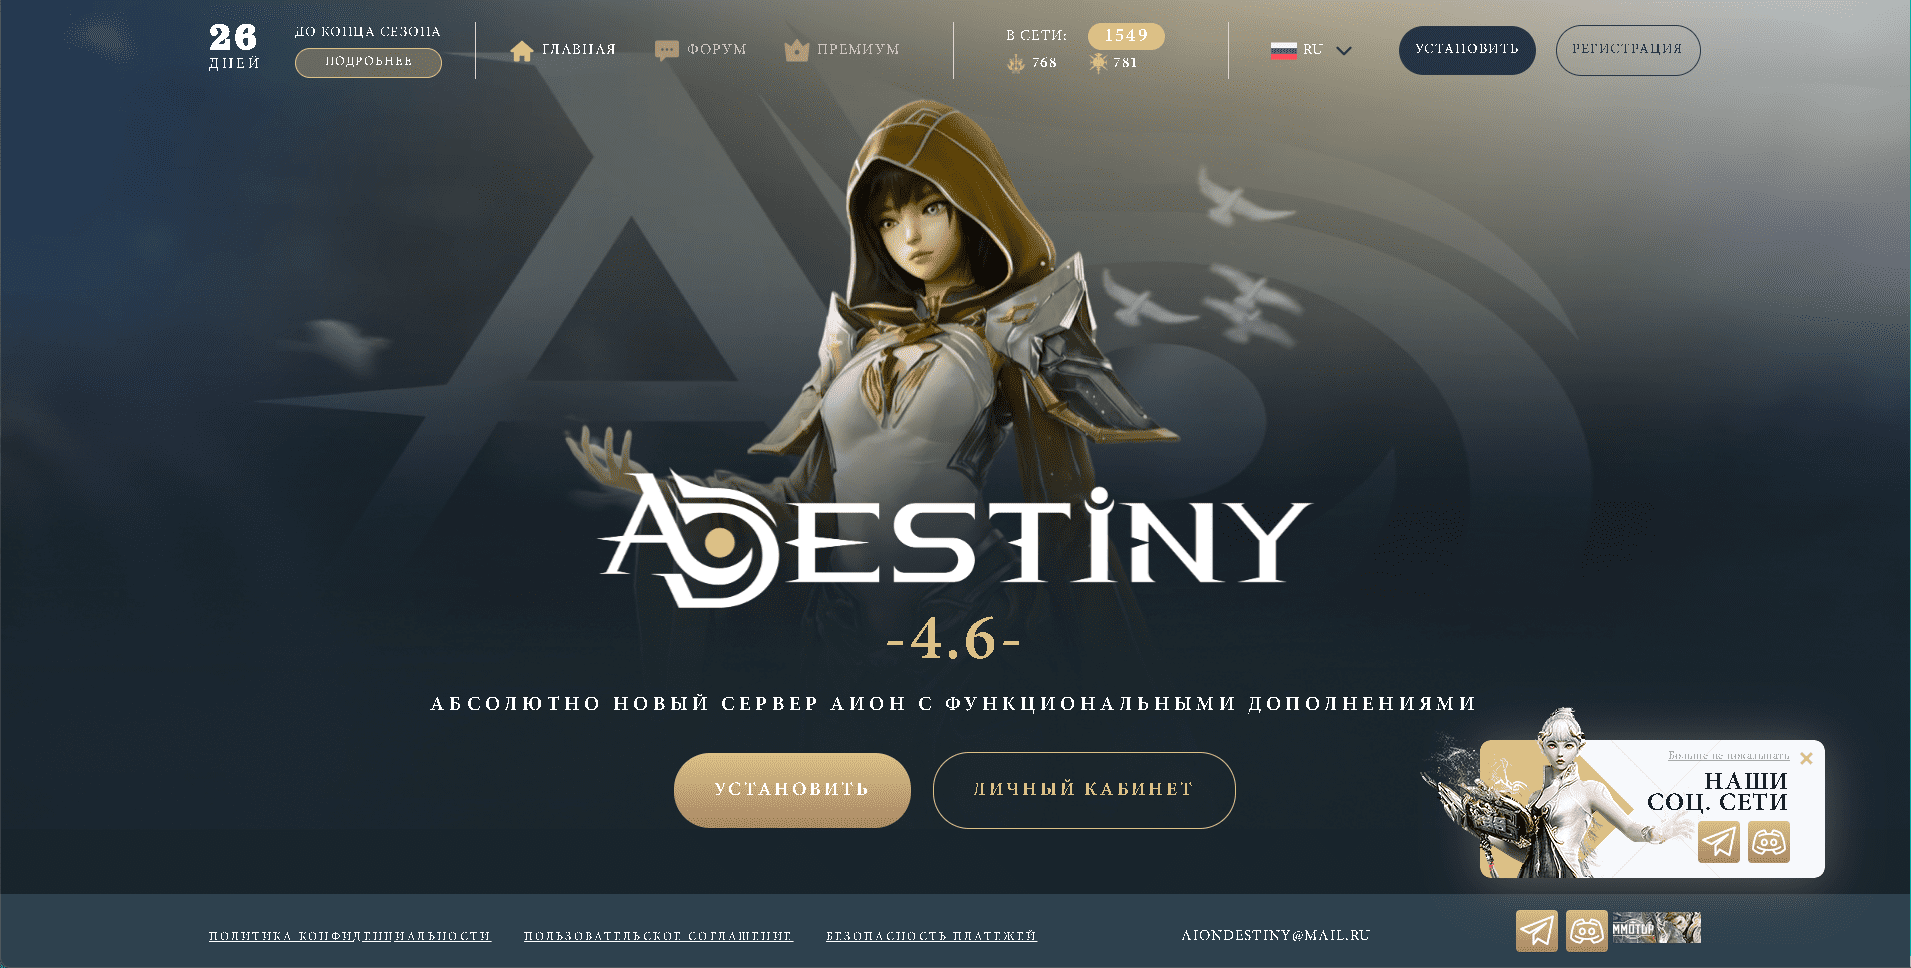 26
ДНЕЙ
ДО КОНЦА СЕЗОНА
ПОДРОБНЕЕ
ГЛАВНАЯ
ФОРУМ
ПРЕМИУМ
В СЕТИ: 1549
768 781
RU
УСТАНОВИТЬ
РЕГИСТРАЦИЯ
ADESTINY
-4.6-
АБСОЛЮТНО НОВЫЙ СЕРВЕР АИОН С ФУНКЦИОНАЛЬНЫМИ ДОПОЛНЕНИЯМИ
УСТАНОВИТЬ
ЛИЧНЫЙ КАБИНЕТ
Больше не показывать
НАШИ
СОЦ. СЕТИ
ПОЛИТИКА КОНФИДЕНЦИАЛЬНОСТИ
ПОЛЬЗОВАТЕЛЬСКОЕ СОГЛАШЕНИЕ
БЕЗОПАСНОСТЬ ПЛАТЕЖЕЙ
AIONDESTINY@MAIL.RU
MMOTOP